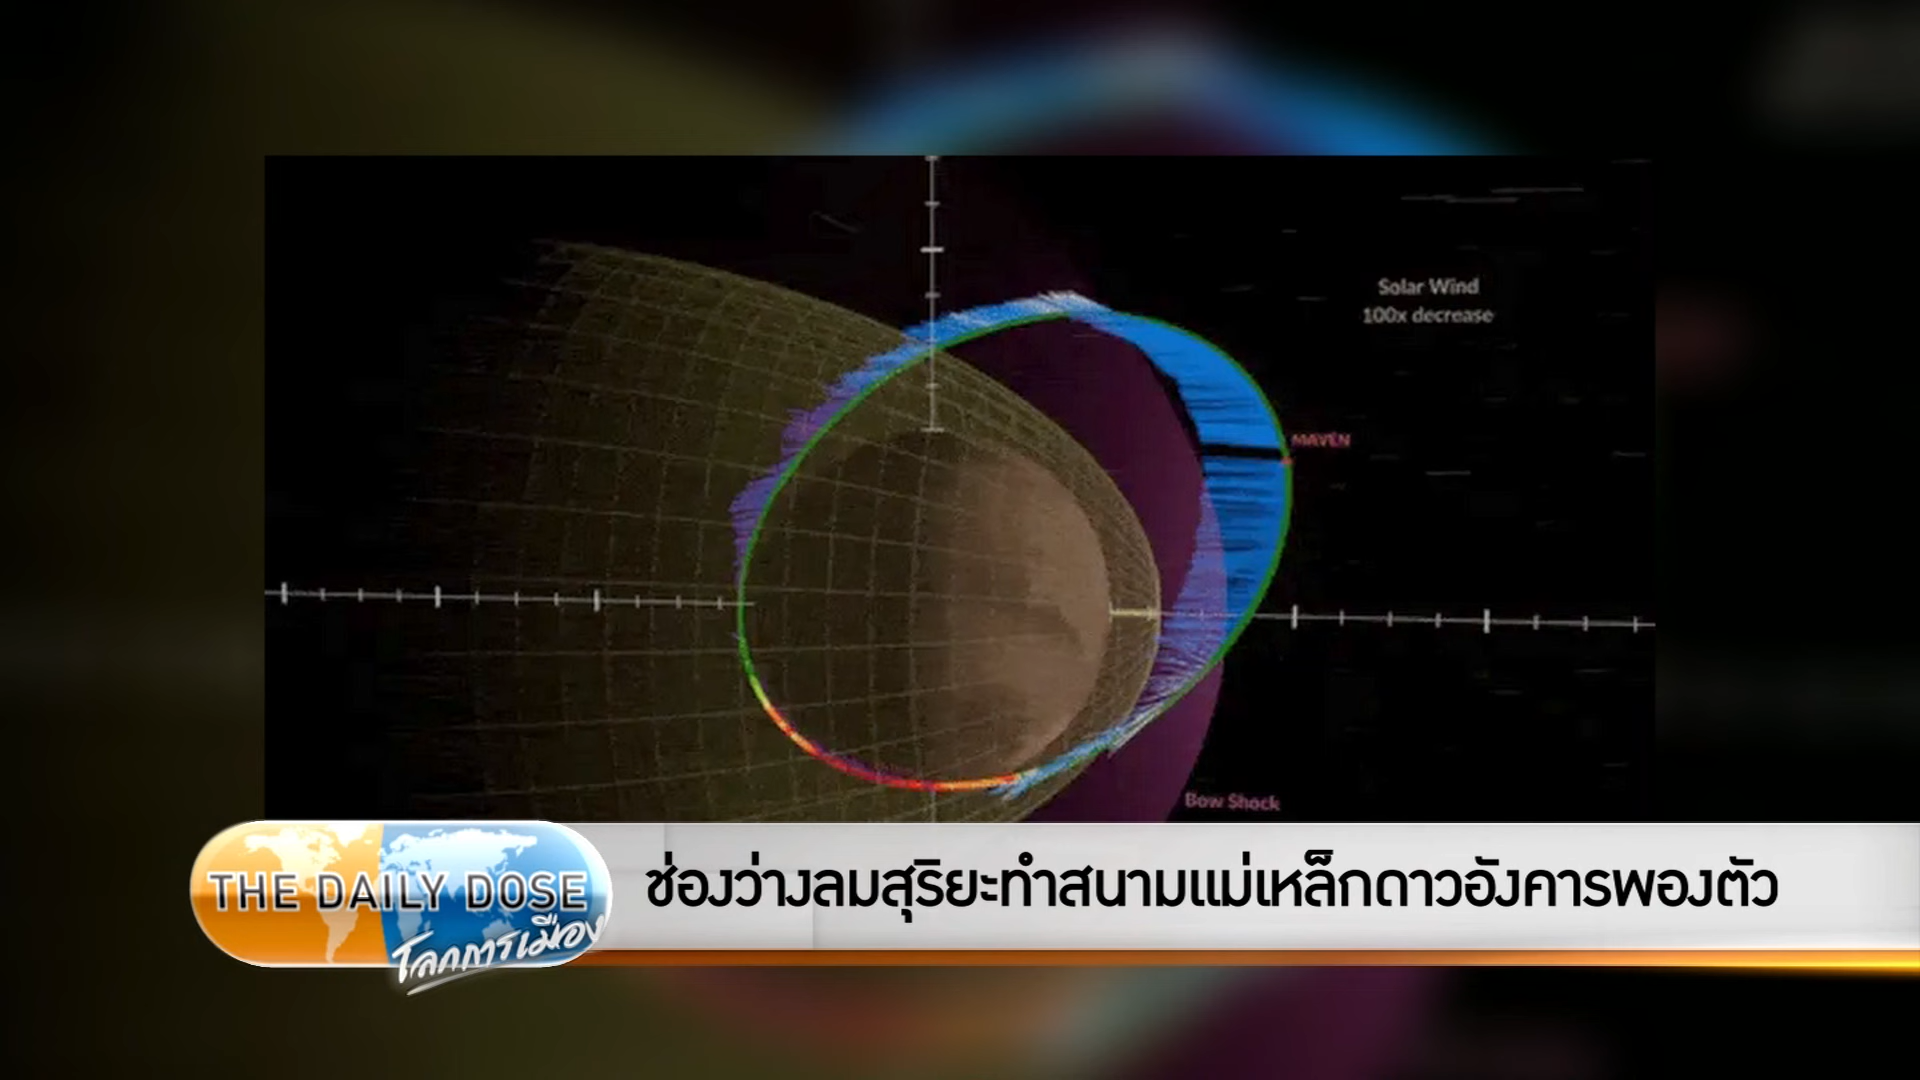 Solar Wind
100x decrease
MAVEN
Bow Shock
THE DAILY DOSE
โลกการเมือง
ช่องว่างลมสุริยะทำสนามแม่เหล็กดาวอังคารพองตัว